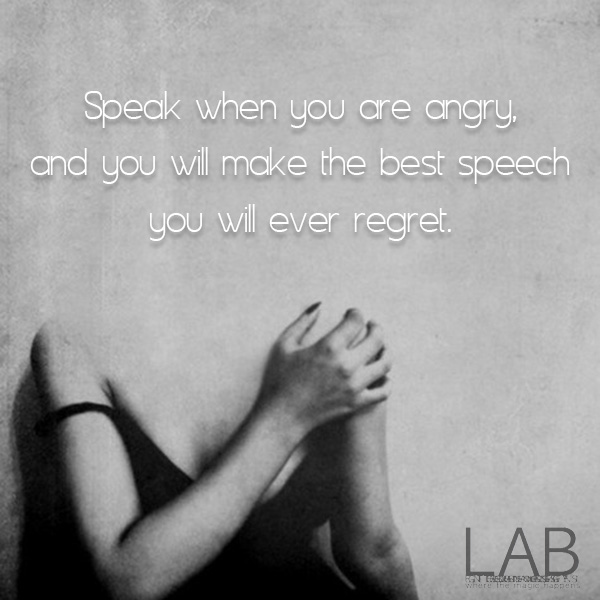 Speak when you are angry,
and you will make the best speech
you will ever regret.
LAB
where the magic happens